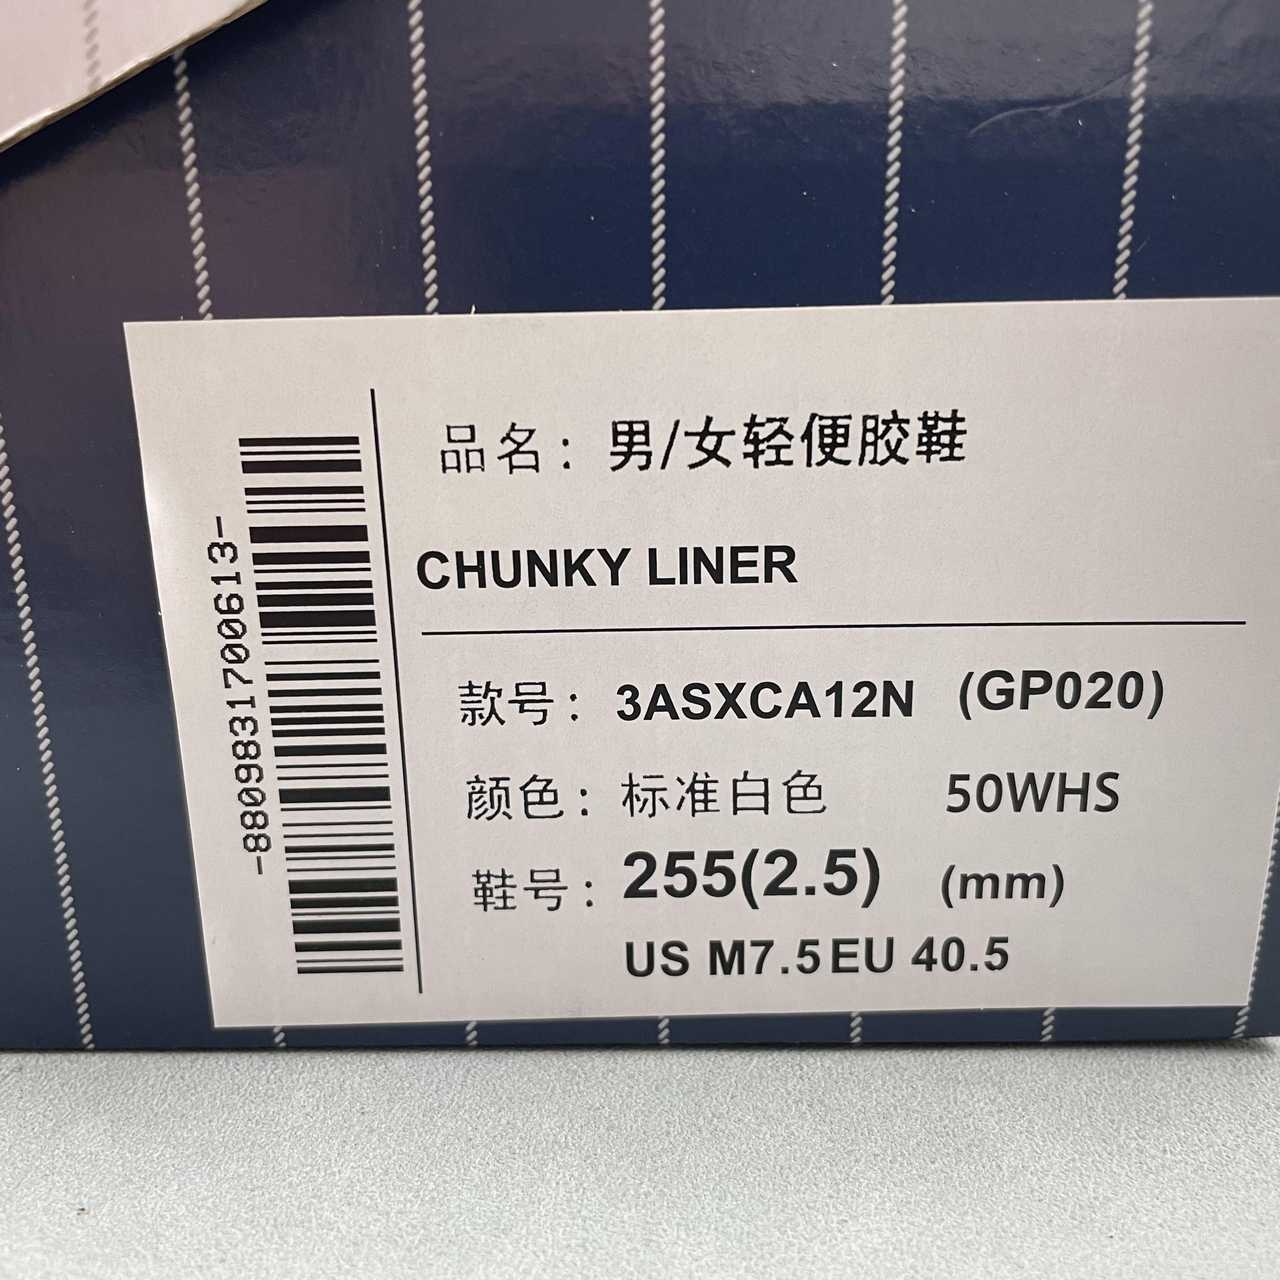 品名：男/女轻便胶鞋
CHUNKY LINER
款号：3ASXCA12N (GP020)
颜色：标准白色 50WHS
鞋号：255(2.5) (mm)
US M7.5 EU 40.5
-8809831700613-